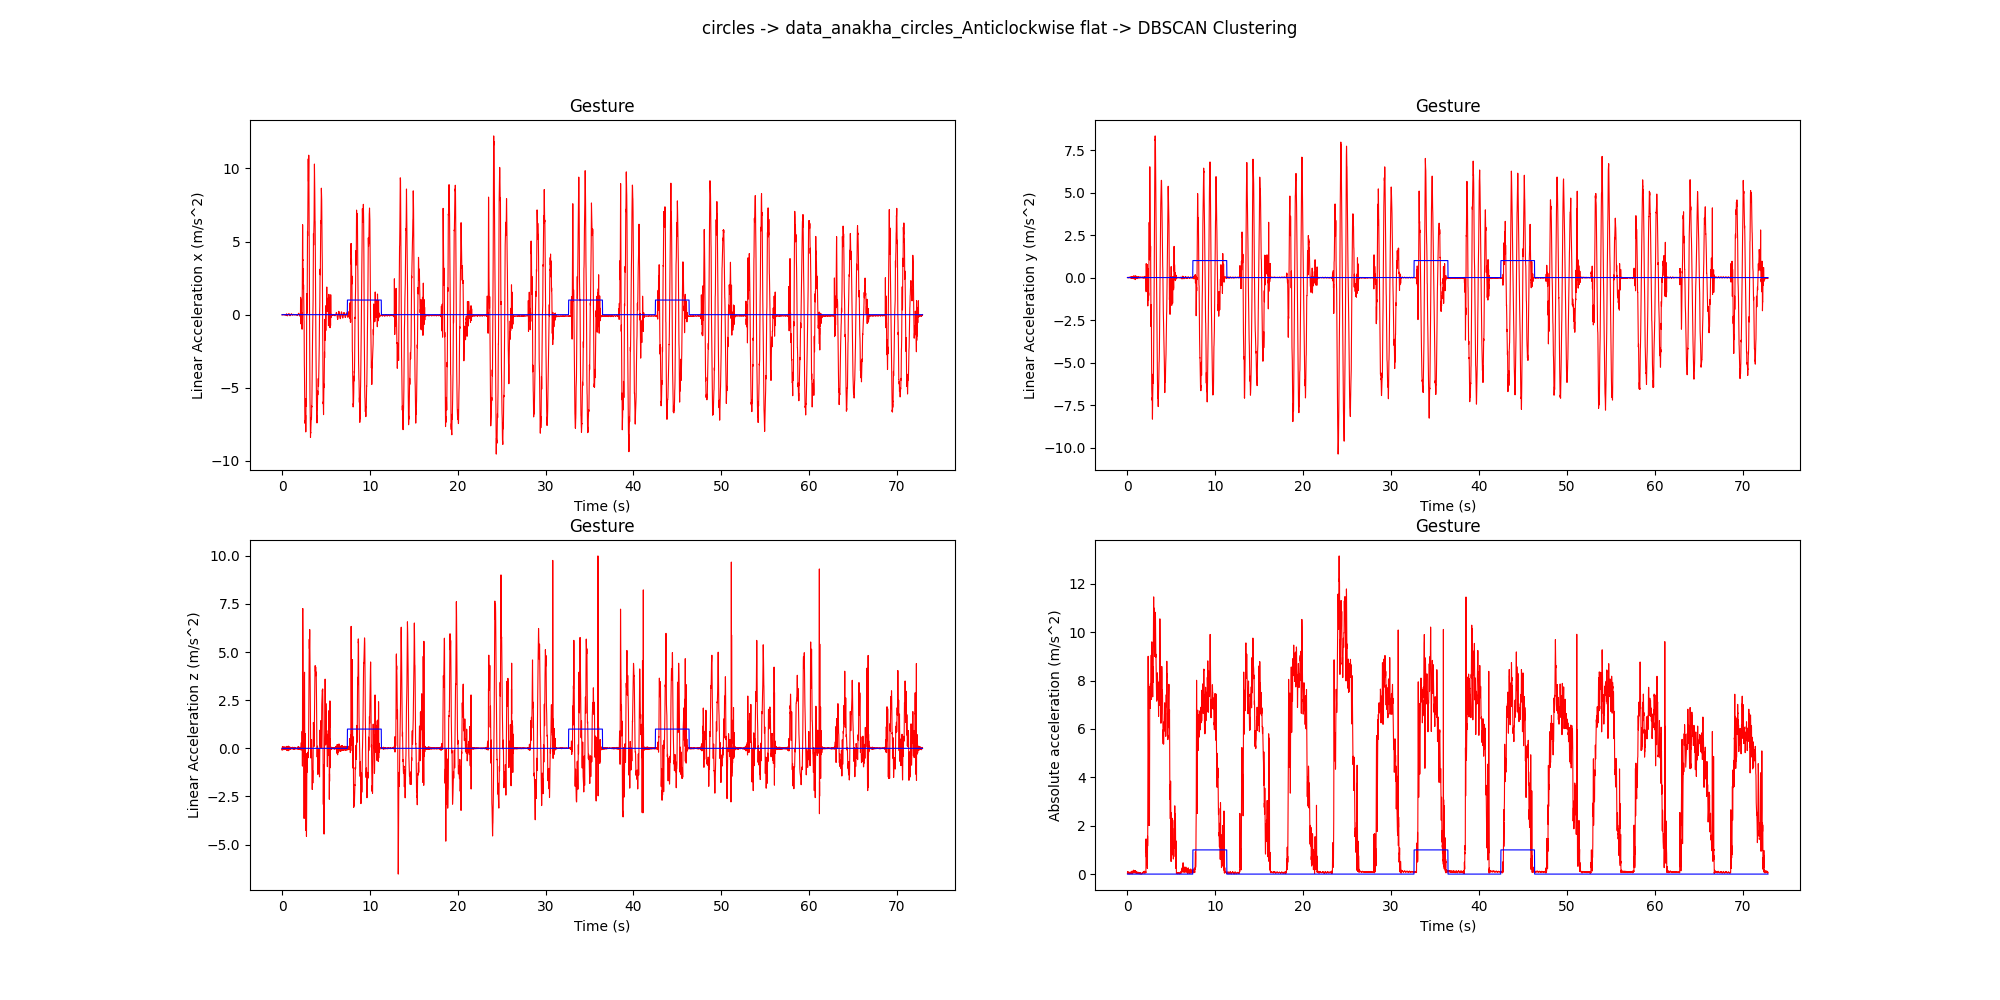 circles -> data_anakha_circles_Anticlockwise flat -> DBSCAN Clustering
Gesture
Linear Acceleration x (m/s^2)
10
5
0
−5
−10
0 10 20 30 40 50 60 70
Time (s)
Gesture
Linear Acceleration y (m/s^2)
7.5
5.0
2.5
0.0
−2.5
−5.0
−7.5
−10.0
0 10 20 30 40 50 60 70
Time (s)
Gesture
Linear Acceleration z (m/s^2)
10.0
7.5
5.0
2.5
0.0
−2.5
−5.0
0 10 20 30 40 50 60 70
Time (s)
Gesture
Absolute acceleration (m/s^2)
12
10
8
6
4
2
0
0 10 20 30 40 50 60 70
Time (s)